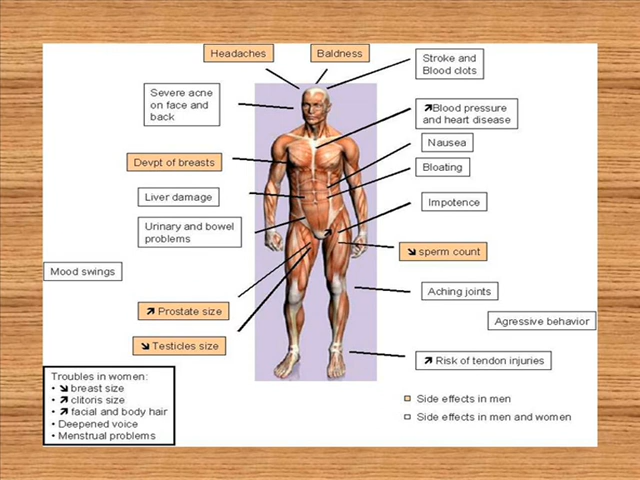 Headaches
Baldness
Stroke and
Blood clots
Severe acne
on face and
back
↗Blood pressure
and heart disease
Nausea
Devpt of breasts
Bloating
Liver damage
Impotence
Urinary and bowel
problems
↘ sperm count
Mood swings
Aching joints
↗ Prostate size
Agressive behavior
↘ Testicles size
↗ Risk of tendon injuries
Troubles in women:
• ↘ breast size
• ↗ clitoris size
• ↗ facial and body hair
• Deepened voice
• Menstrual problems
Side effects in men
Side effects in men and women